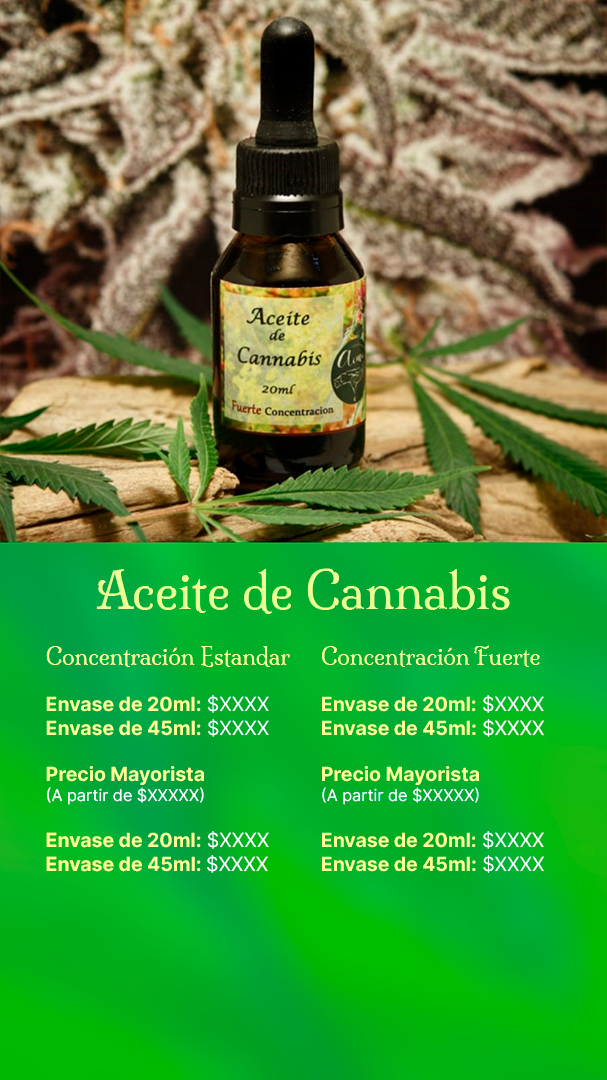 Aceite
de
Cannabis
20ml
Fuerte Concentracion
Aceite de Cannabis
Concentración Estandar
Envase de 20ml: $XXXX
Envase de 45ml: $XXXX
Precio Mayorista
(A partir de $XXXXX)
Envase de 20ml: $XXXX
Envase de 45ml: $XXXX
Concentración Fuerte
Envase de 20ml: $XXXX
Envase de 45ml: $XXXX
Precio Mayorista
(A partir de $XXXXX)
Envase de 20ml: $XXXX
Envase de 45ml: $XXXX